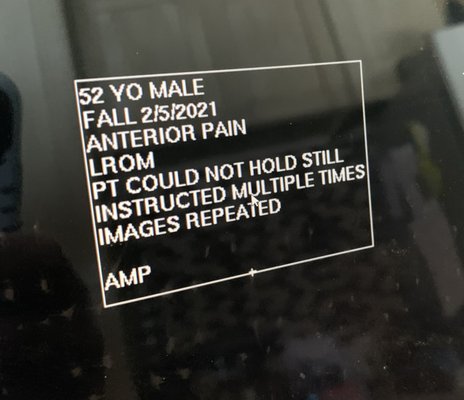 52 YO MALE
FALL 2/5/2021
ANTERIOR PAIN
LROM
PT COULD NOT HOLD STILL
INSTRUCTED MULTIPLE TIMES
IMAGES REPEATED
AMP